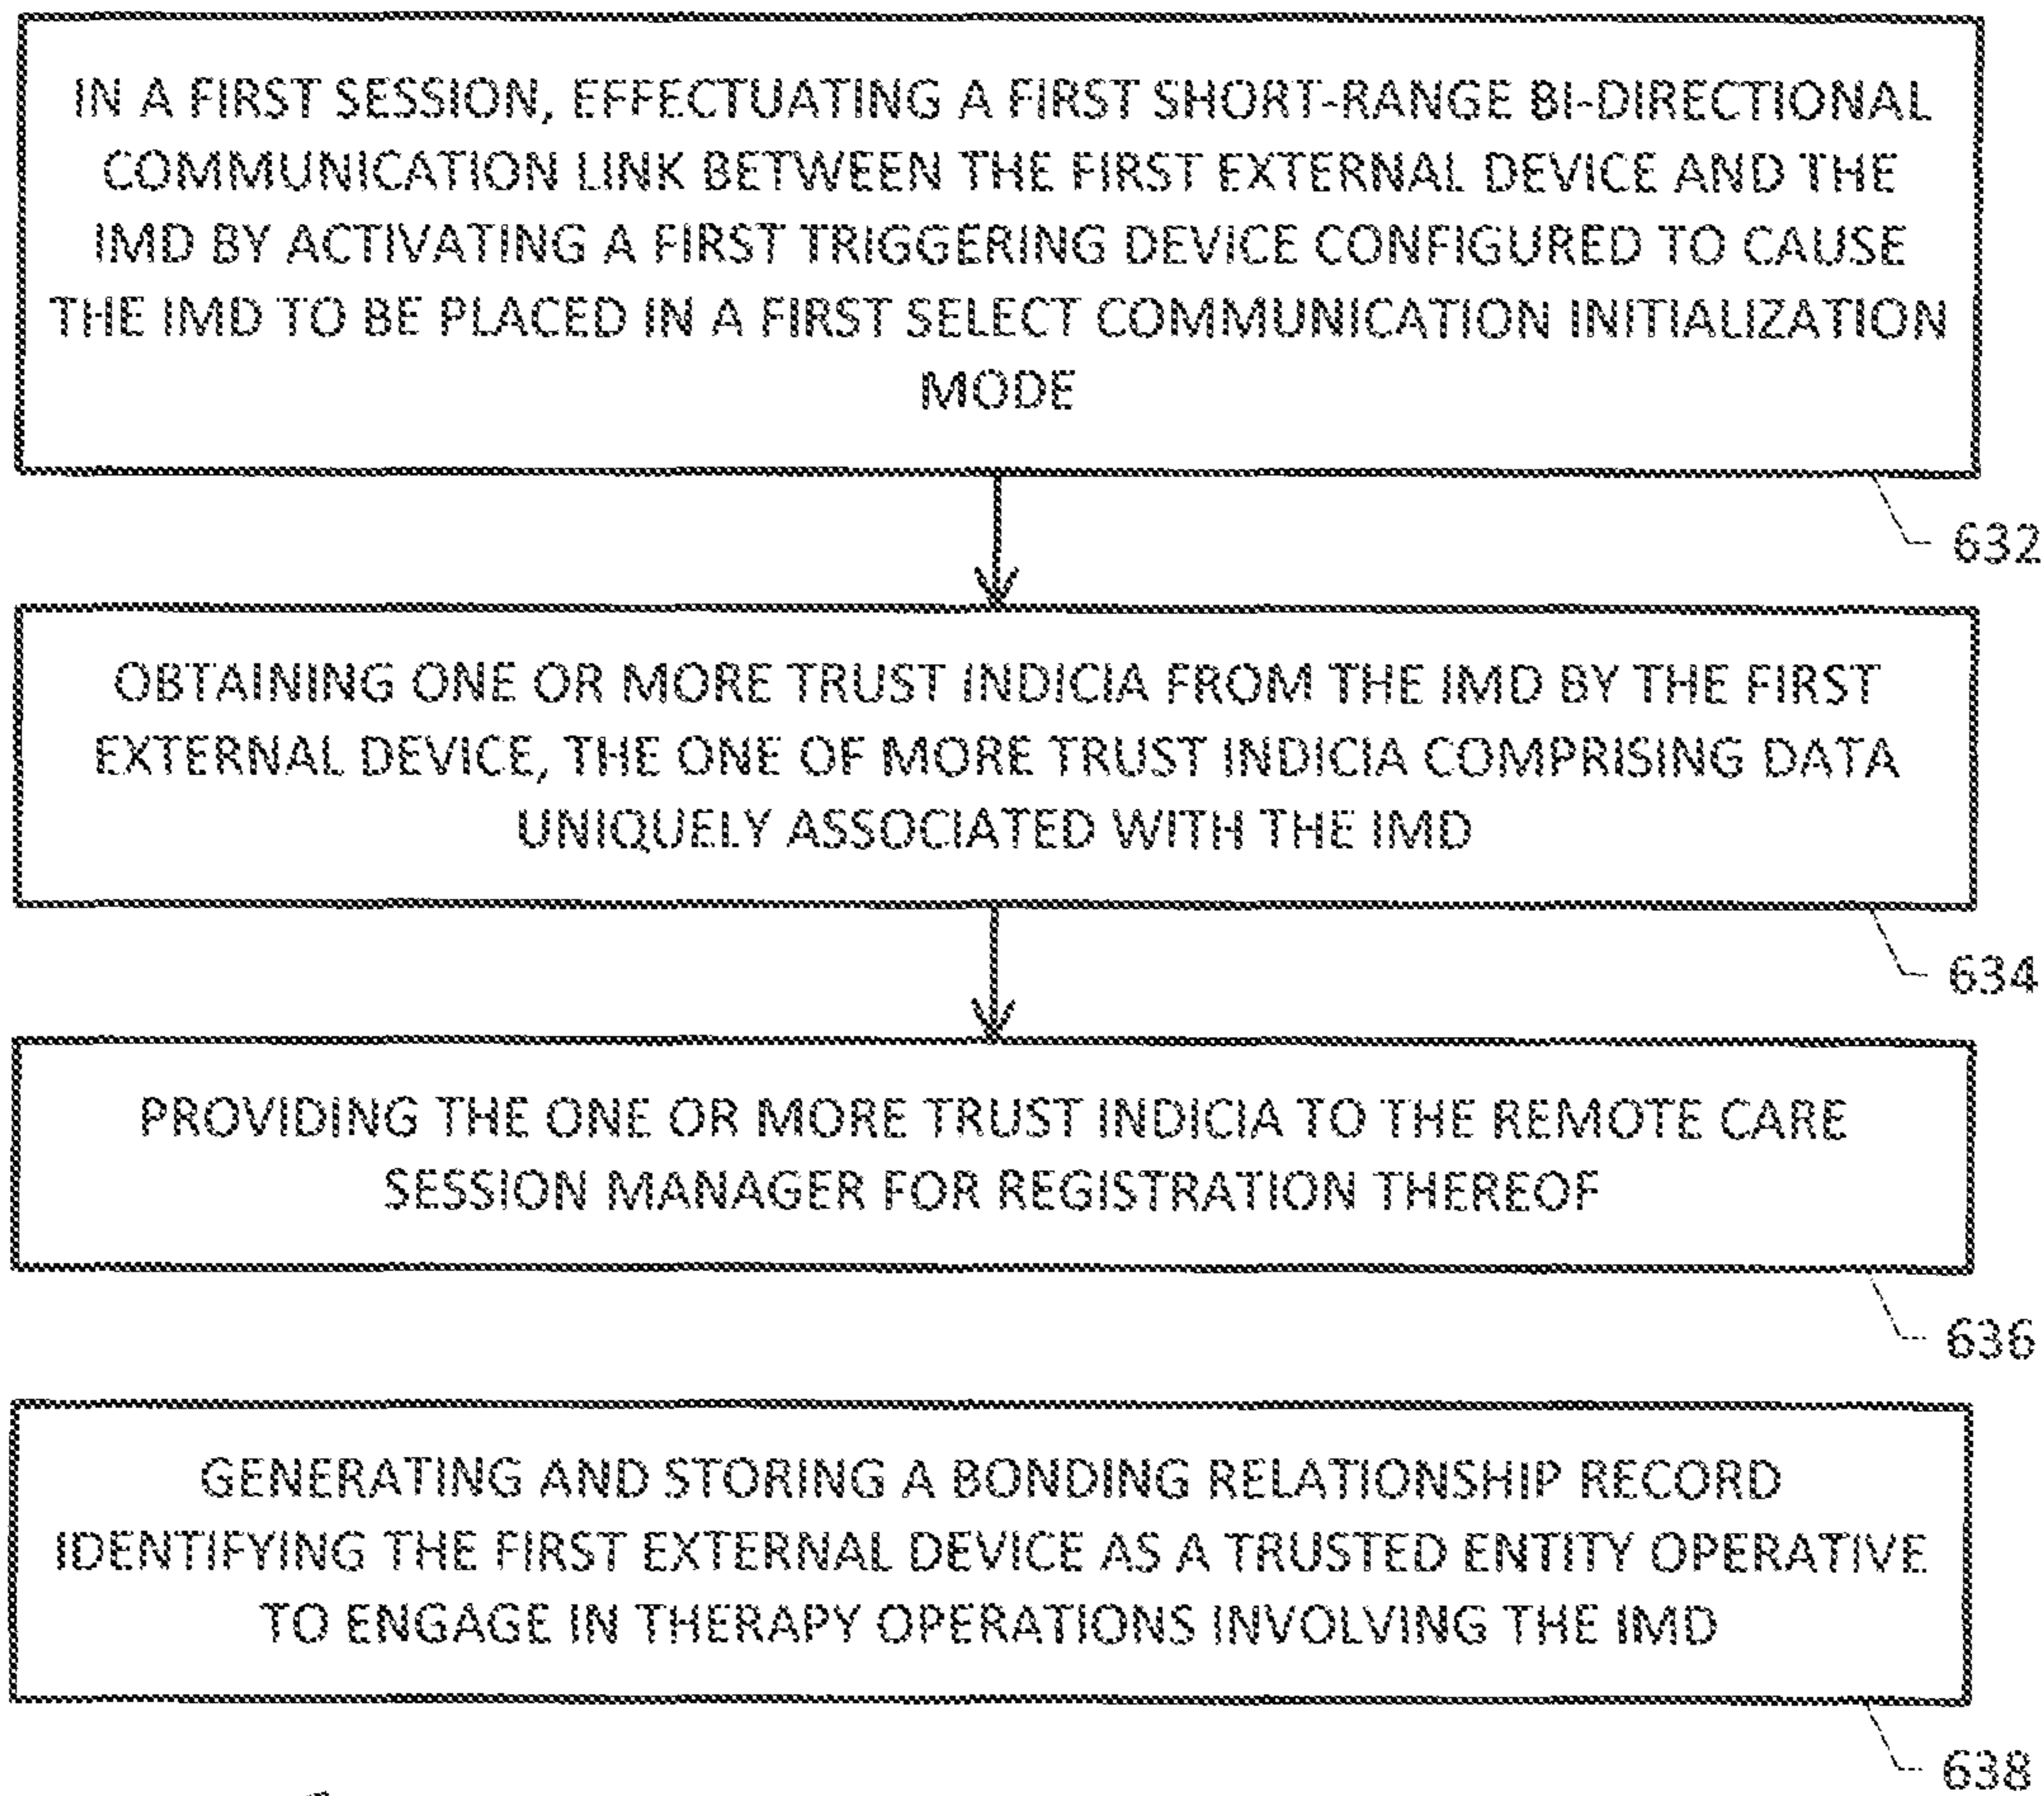 IN A FIRST SESSION, EFFECTUATING A FIRST SHORT-RANGE BI-DIRECTIONAL
COMMUNICATION LINK BETWEEN THE FIRST EXTERNAL DEVICE AND THE
IMD BY ACTIVATING A FIRST TRIGGERING DEVICE CONFIGURED TO CAUSE
THE IMD TO BE PLACED IN A FIRST SELECT COMMUNICATION INITIALIZATION
MODE
632
OBTAINING ONE OR MORE TRUST INDICIA FROM THE IMD BY THE FIRST
EXTERNAL DEVICE, THE ONE OF MORE TRUST INDICIA COMPRISING DATA
UNIQUELY ASSOCIATED WITH THE IMD
634
PROVIDING THE ONE OR MORE TRUST INDICIA TO THE REMOTE CARE
SESSION MANAGER FOR REGISTRATION THEREOF
636
GENERATING AND STORING A BONDING RELATIONSHIP RECORD
IDENTIFYING THE FIRST EXTERNAL DEVICE AS A TRUSTED ENTITY OPERATIVE
TO ENGAGE IN THERAPY OPERATIONS INVOLVING THE IMD
638